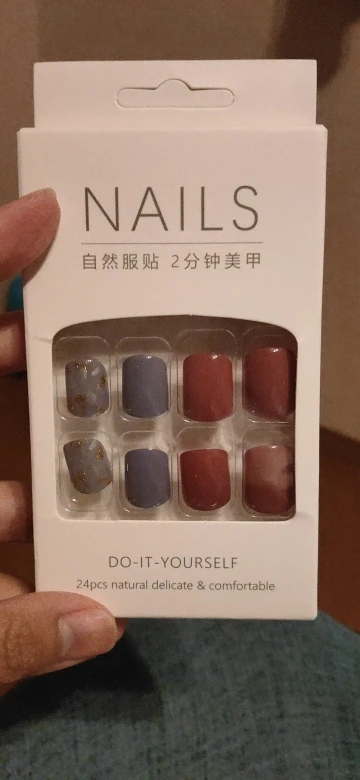 NAILS
自然服贴 2分钟美甲
DO-IT-YOURSELF
24pcs natural delicate & comfortable